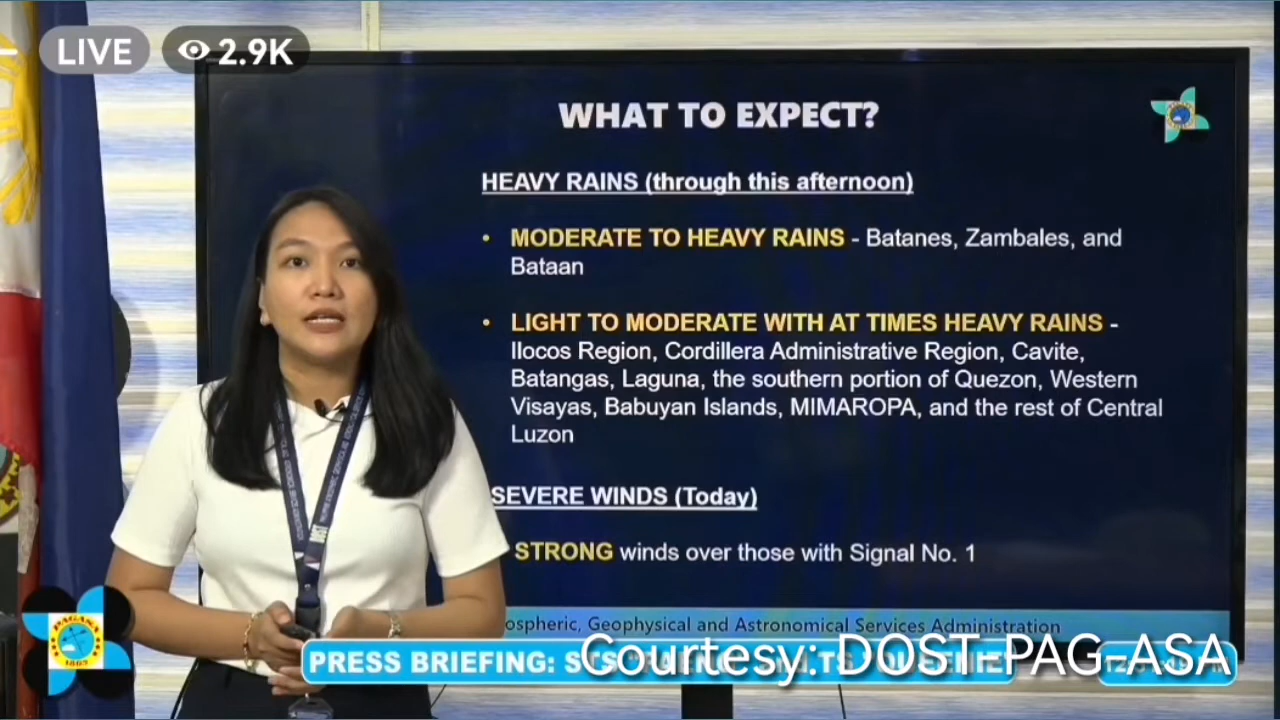 LIVE
2.9K
WHAT TO EXPECT?
HEAVY RAINS (through this afternoon)
• MODERATE TO HEAVY RAINS - Batanes, Zambales, and
Bataan
• LIGHT TO MODERATE WITH AT TIMES HEAVY RAINS -
Ilocos Region, Cordillera Administrative Region, Cavite,
Batangas, Laguna, the southern portion of Quezon, Western
Visayas, Babuyan Islands, MIMAROPA, and the rest of Central
Luzon
SEVERE WINDS (Today)
STRONG winds over those with Signal No. 1
ospheric, Geophysical and Astronomical Services Administration
Courtesy: DOST-PAG-ASA
PRESS BRIEFING:
PAGASA
1865